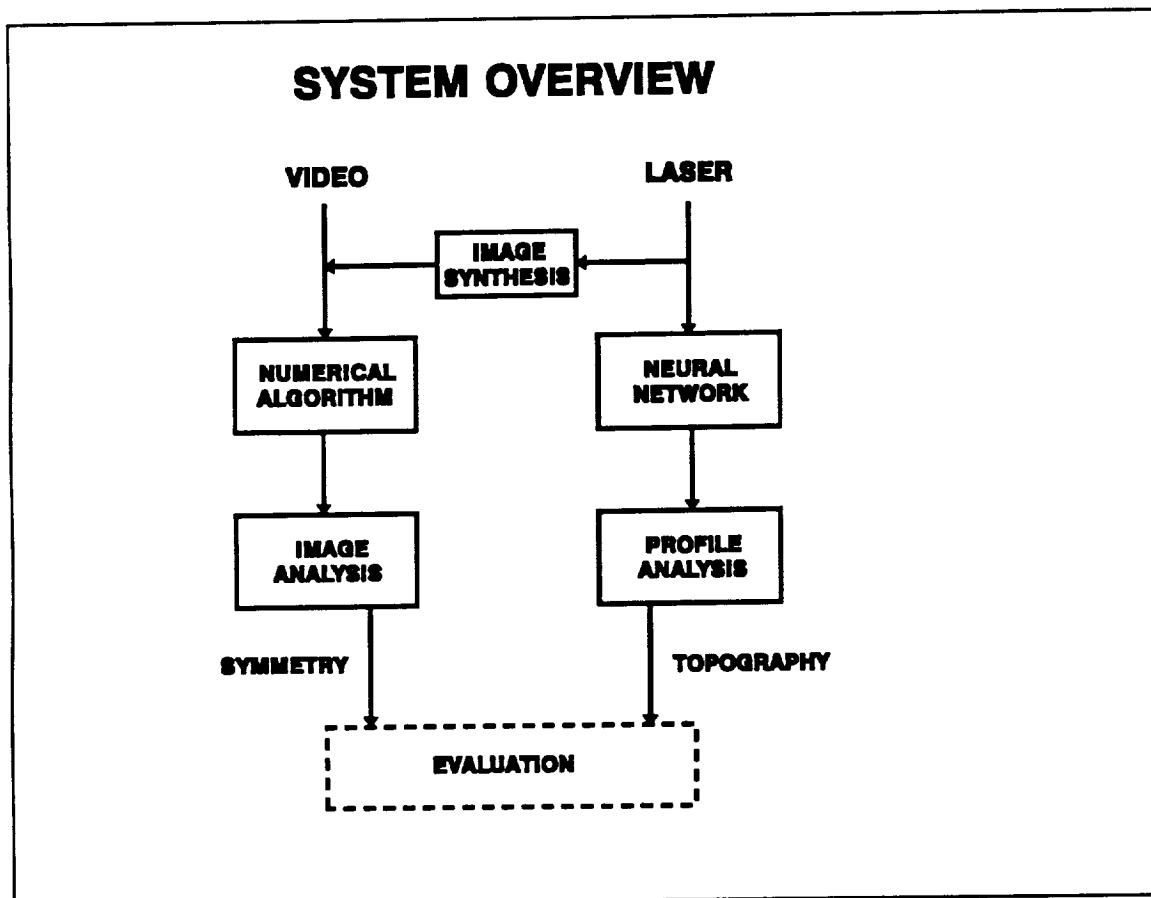 SYSTEM OVERVIEW
VIDEO
LASER
IMAGE
SYNTHESIS
NUMERICAL
ALGORITHM
NEURAL
NETWORK
IMAGE
ANALYSIS
PROFILE
ANALYSIS
SYMMETRY
TOPOGRAPHY
EVALUATION